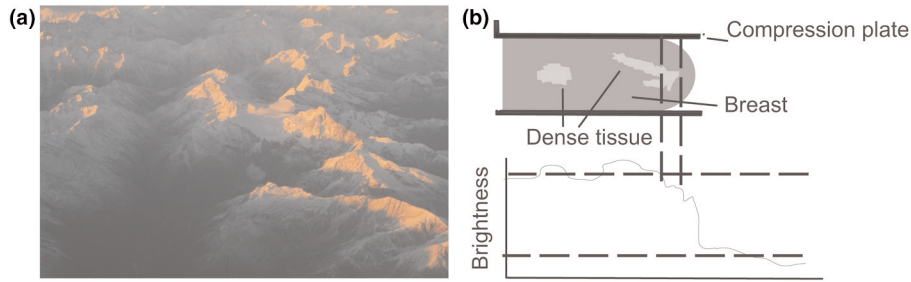 (a)
(b)
Compression plate
Breast
Dense tissue
Brightness